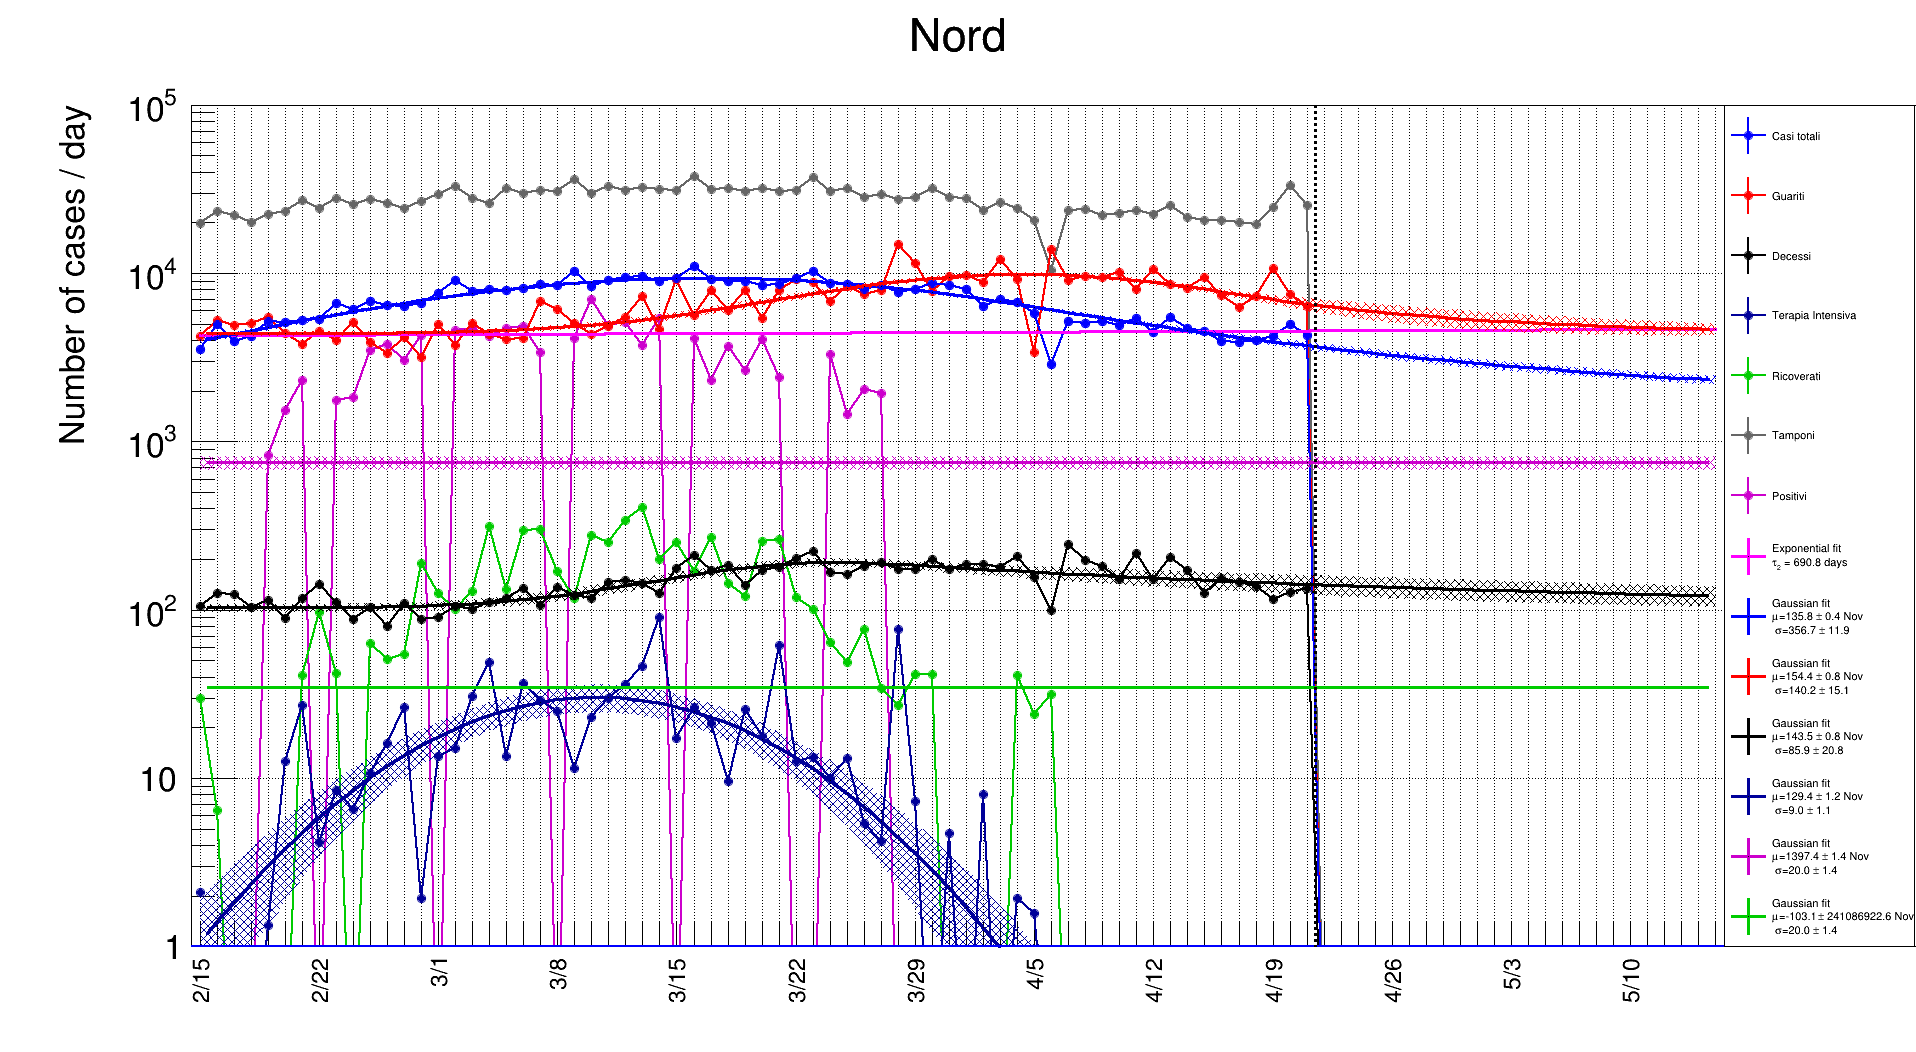 Nord
Number of cases / day
10^5
10^4
10^3
10^2
10
1
2/15 2/22 3/1 3/8 3/15 3/22 3/29 4/5 4/12 4/19 4/26 5/3 5/10
Casi totali
Guariti
Decessi
Terapia Intensiva
Ricoverati
Tamponi
Positivi
Exponential fit
τ₂ = 690.8 days
Gaussian fit
μ=135.8 ± 0.4 Nov
σ=356.7 ± 11.9
Gaussian fit
μ=154.4 ± 0.8 Nov
σ=140.2 ± 15.1
Gaussian fit
μ=143.5 ± 0.8 Nov
σ=85.9 ± 20.8
Gaussian fit
μ=129.4 ± 1.2 Nov
σ=9.0 ± 1.1
Gaussian fit
μ=1397.4 ± 1.4 Nov
σ=20.0 ± 1.4
Gaussian fit
μ=-103.1 ± 241086922.6 Nov
σ=20.0 ± 1.4